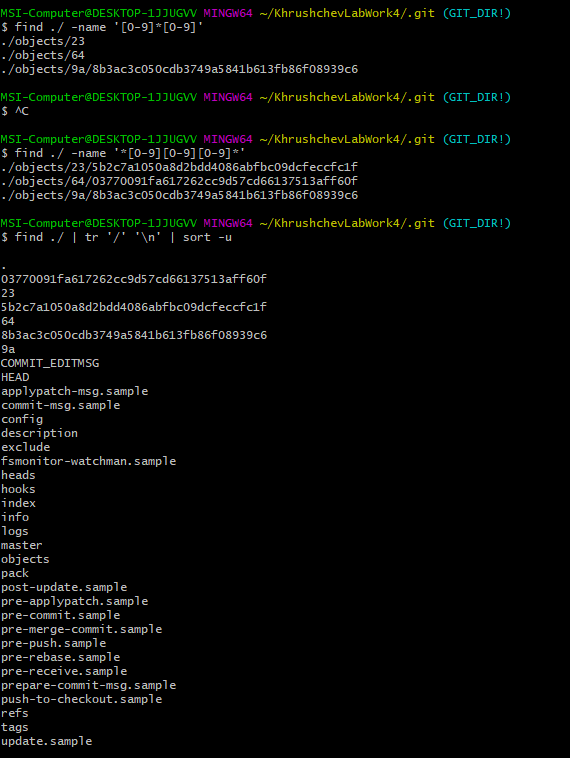 MSI-Computer@DESKTOP-1JJUGVV MINGW64 ~/KhrushchevLabWork4/.git (GIT_DIR!)
$ find ./ -name '[0-9]*[0-9]'
./objects/23
./objects/64
./objects/9a/8b3ac3c050cdb3749a5841b613fb86f08939c6
MSI-Computer@DESKTOP-1JJUGVV MINGW64 ~/KhrushchevLabWork4/.git (GIT_DIR!)
$ ^C
MSI-Computer@DESKTOP-1JJUGVV MINGW64 ~/KhrushchevLabWork4/.git (GIT_DIR!)
$ find ./ -name '*[0-9][0-9][0-9]*'
./objects/23/5b2c7a1050a8d2bdd4086abfbc09dcfeccfc1f
./objects/64/03770091fa617262cc9d57cd66137513aff60f
./objects/9a/8b3ac3c050cdb3749a5841b613fb86f08939c6
MSI-Computer@DESKTOP-1JJUGVV MINGW64 ~/KhrushchevLabWork4/.git (GIT_DIR!)
$ find ./ | tr '/' '\n' | sort -u
.
03770091fa617262cc9d57cd66137513aff60f
23
5b2c7a1050a8d2bdd4086abfbc09dcfeccfc1f
64
8b3ac3c050cdb3749a5841b613fb86f08939c6
9a
COMMIT_EDITMSG
HEAD
applypatch-msg.sample
commit-msg.sample
config
description
exclude
fsmonitor-watchman.sample
heads
hooks
index
info
logs
master
objects
pack
post-update.sample
pre-applypatch.sample
pre-commit.sample
pre-merge-commit.sample
pre-push.sample
pre-rebase.sample
pre-receive.sample
prepare-commit-msg.sample
push-to-checkout.sample
refs
tags
update.sample